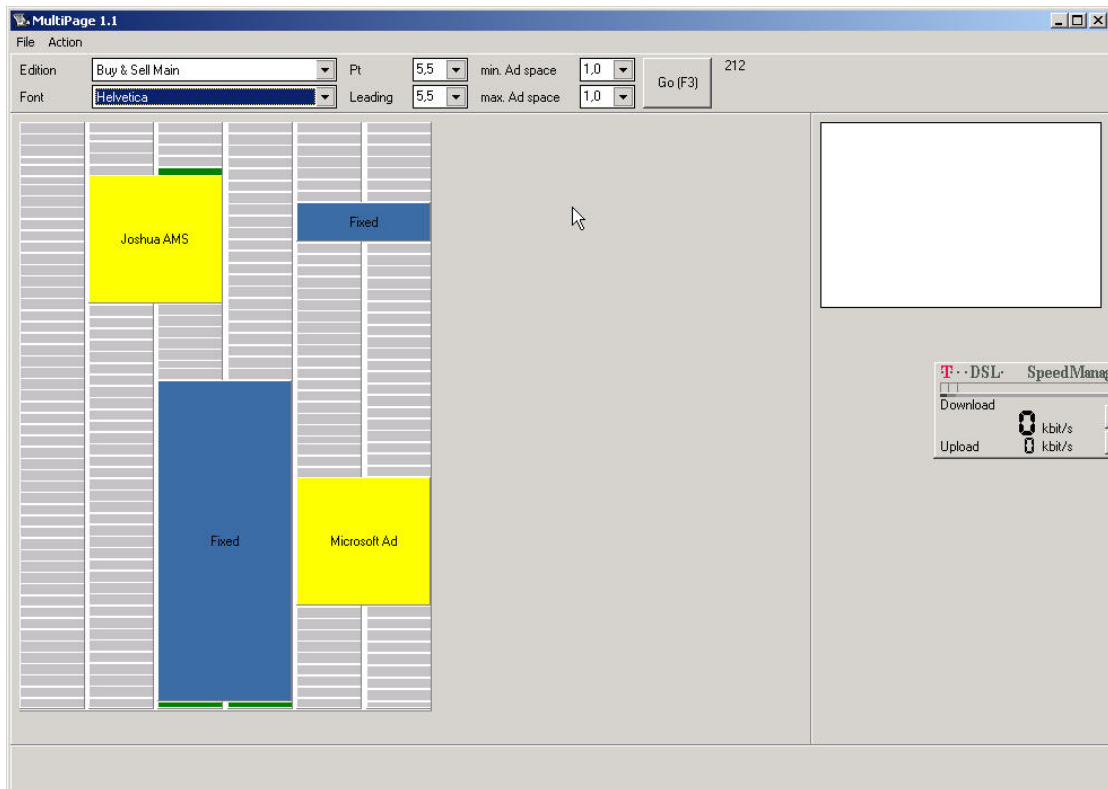 MultiPage 1.1
File Action
Edition Buy & Sell Main Pt 5,5 min. Ad space 1,0 Go (F3) 212
Font Helvetica Leading 5,5 max. Ad space 1,0
Fixed
Joshua AMS
Fixed
Microsoft Ad
T··DSL· SpeedManag
Download
0 kbit/s
Upload 0 kbit/s